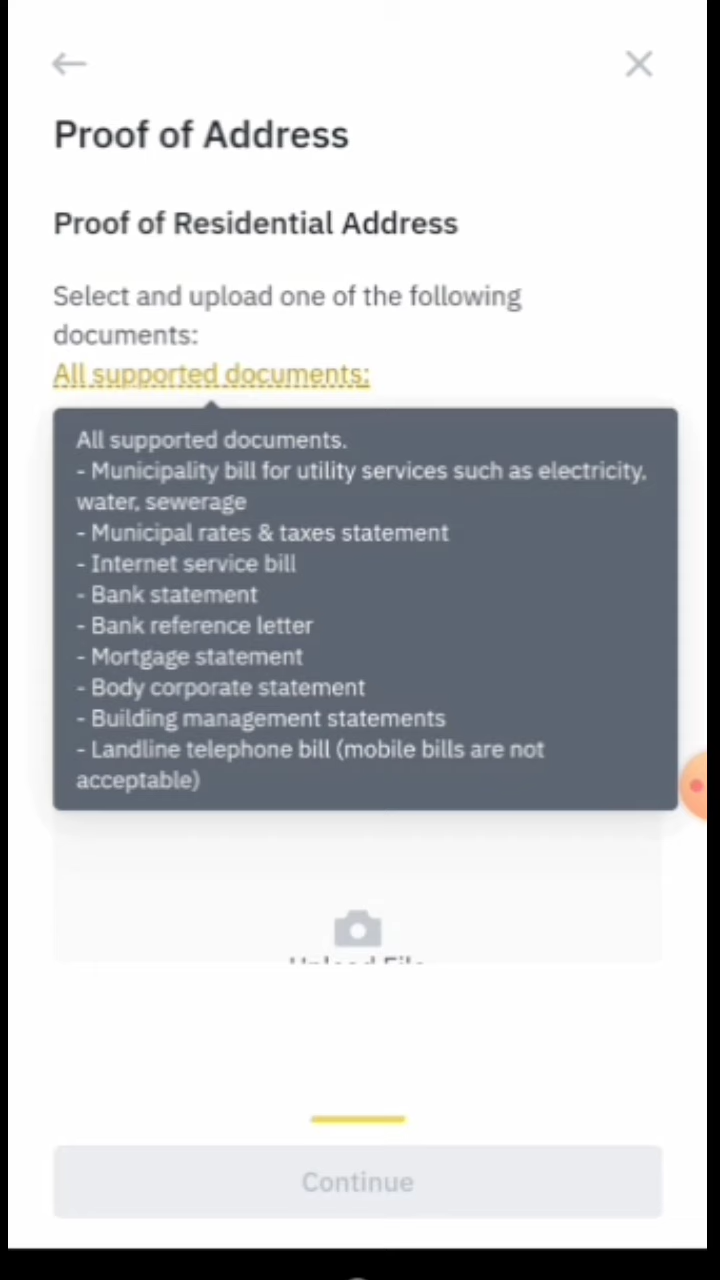 Proof of Address
Proof of Residential Address
Select and upload one of the following
documents:
All supported documents:
All supported documents.
- Municipality bill for utility services such as electricity,
water, sewerage
- Municipal rates & taxes statement
- Internet service bill
- Bank statement
- Bank reference letter
- Mortgage statement
- Body corporate statement
- Building management statements
- Landline telephone bill (mobile bills are not
acceptable)
Upload File
Continue